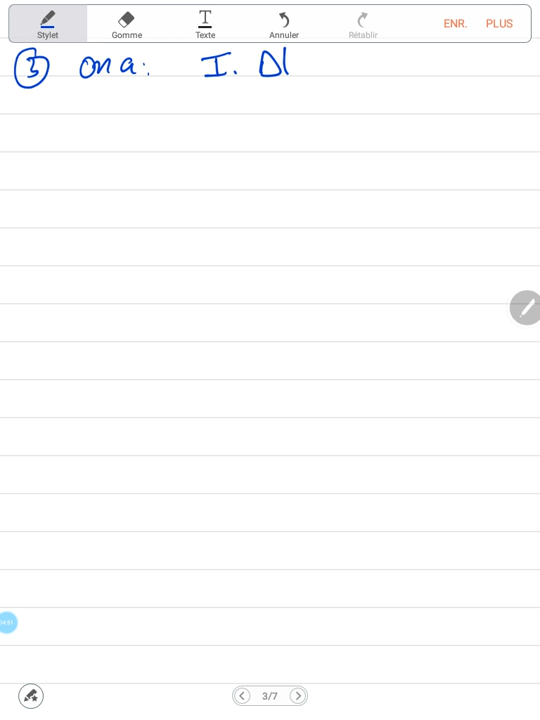 Stylet Gomme Texte Annuler Rétablir ENR. PLUS
③ on a: I. Dl
3/7